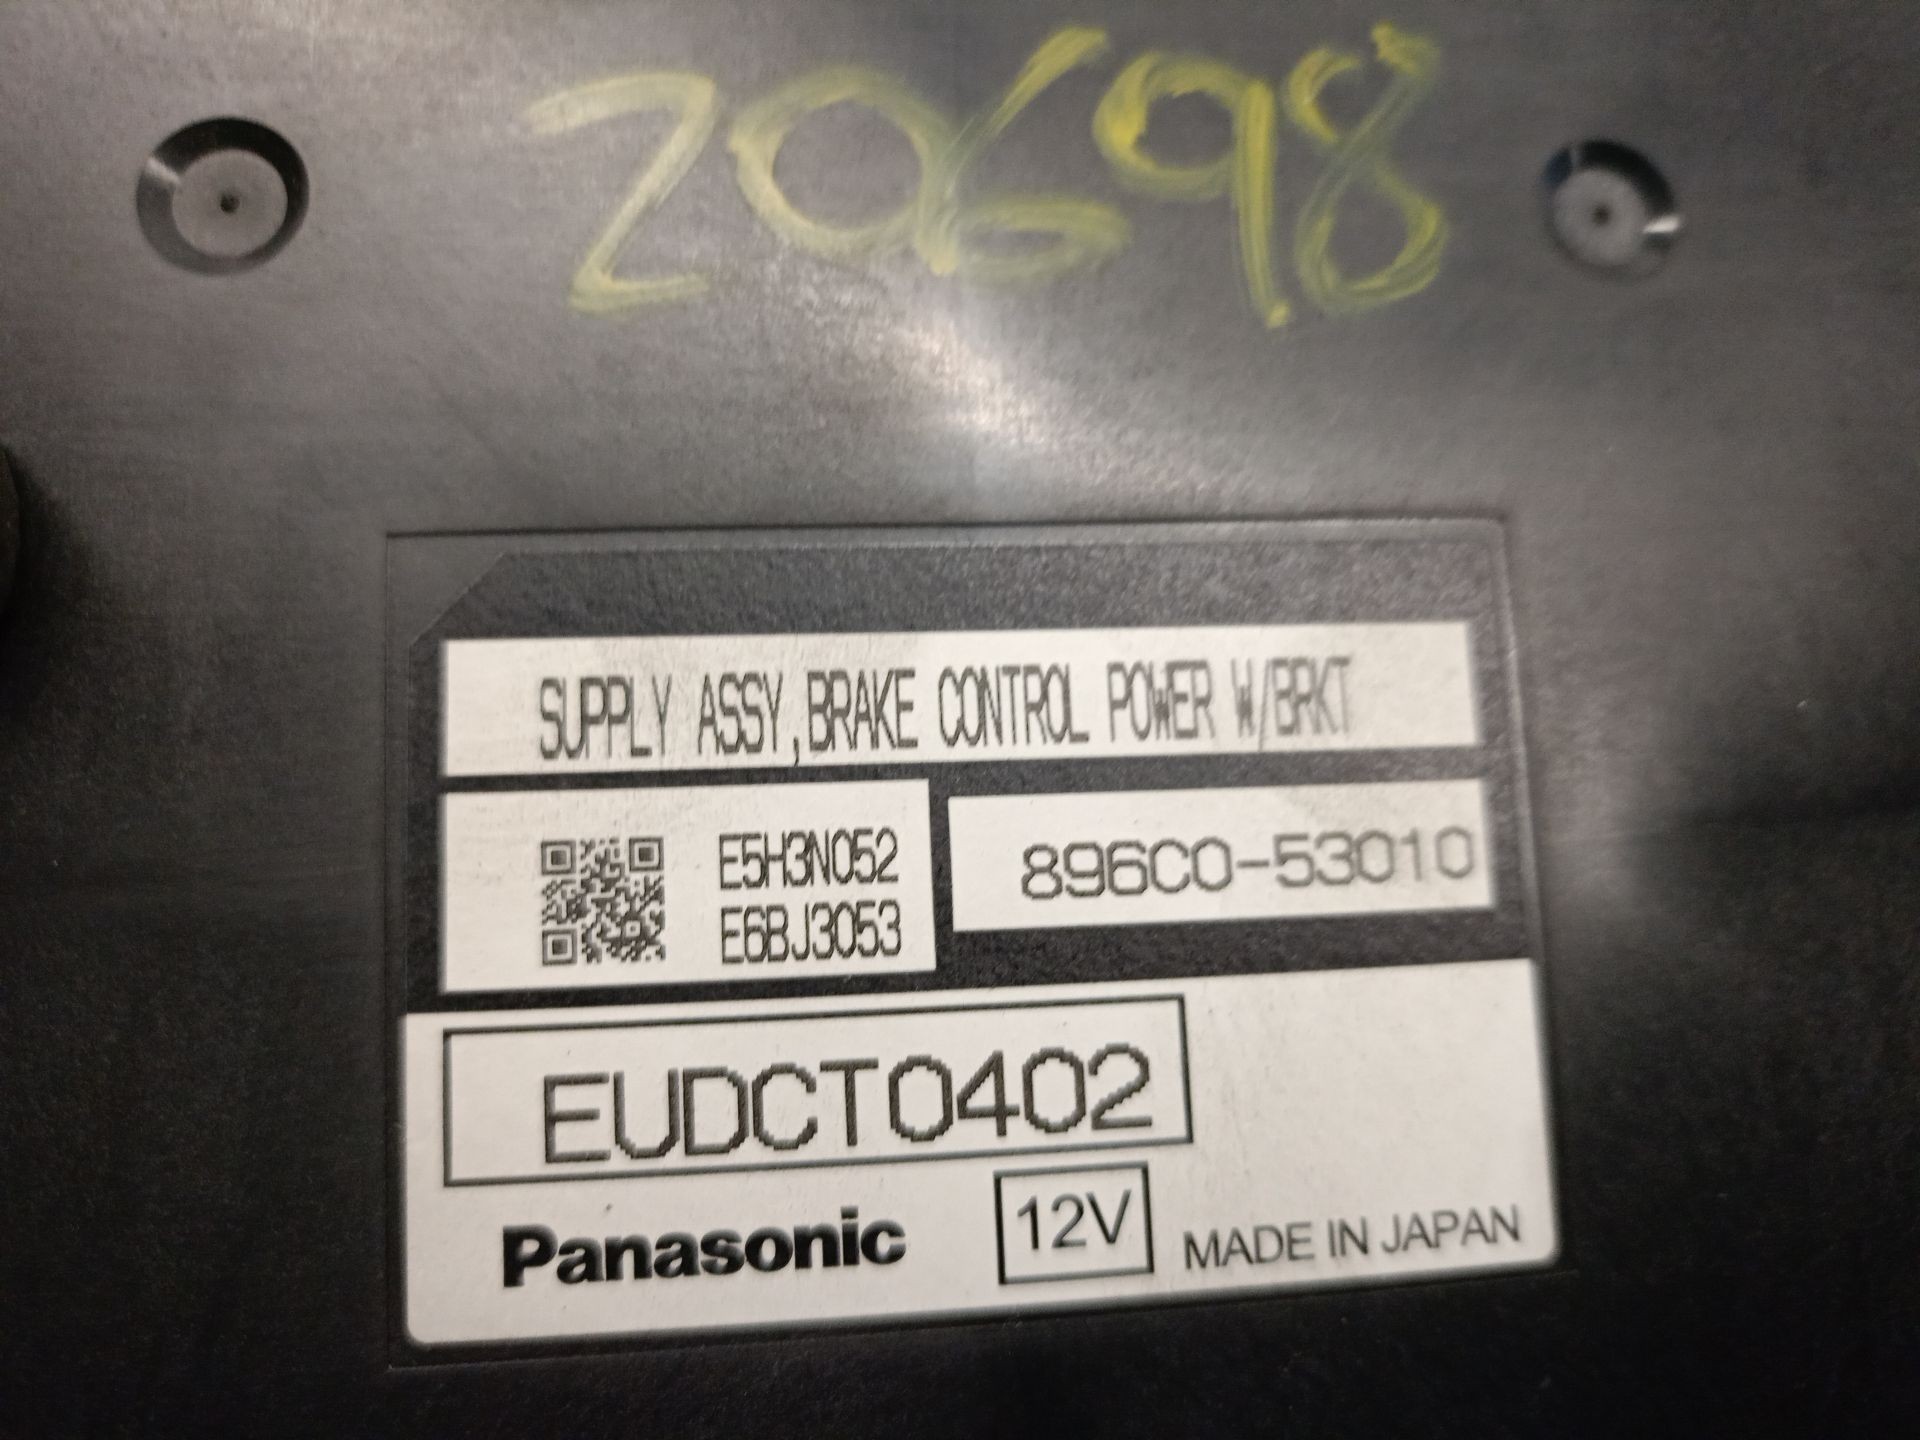 20698
SUPPLY ASSY,BRAKE CONTROL POWER W/BRKT
E5H3N052
E6BJ3053
896C0-53010
EUDCT0402
Panasonic
12V
MADE IN JAPAN